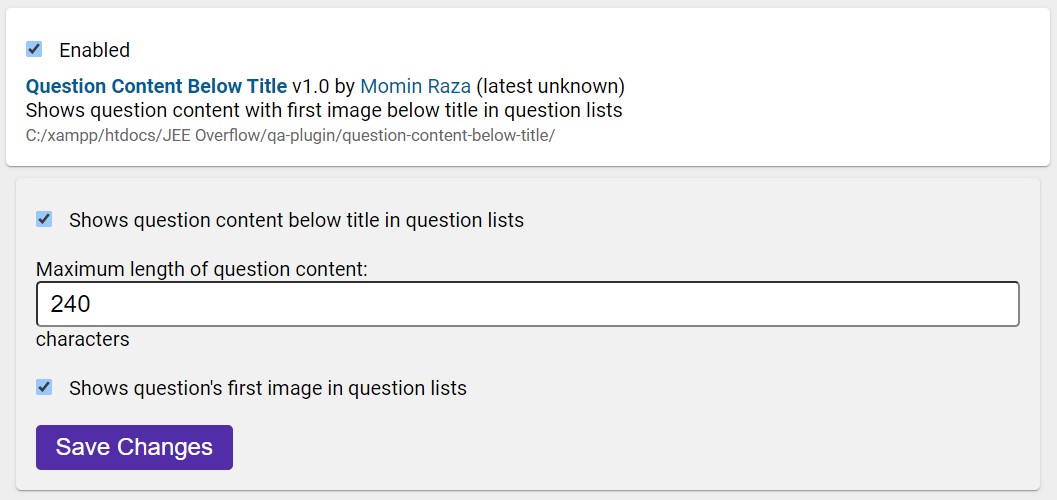 Enabled
Question Content Below Title v1.0 by Momin Raza (latest unknown)
Shows question content with first image below title in question lists
C:/xampp/htdocs/JEE Overflow/qa-plugin/question-content-below-title/
Shows question content below title in question lists
Maximum length of question content:
240
characters
Shows question's first image in question lists
Save Changes